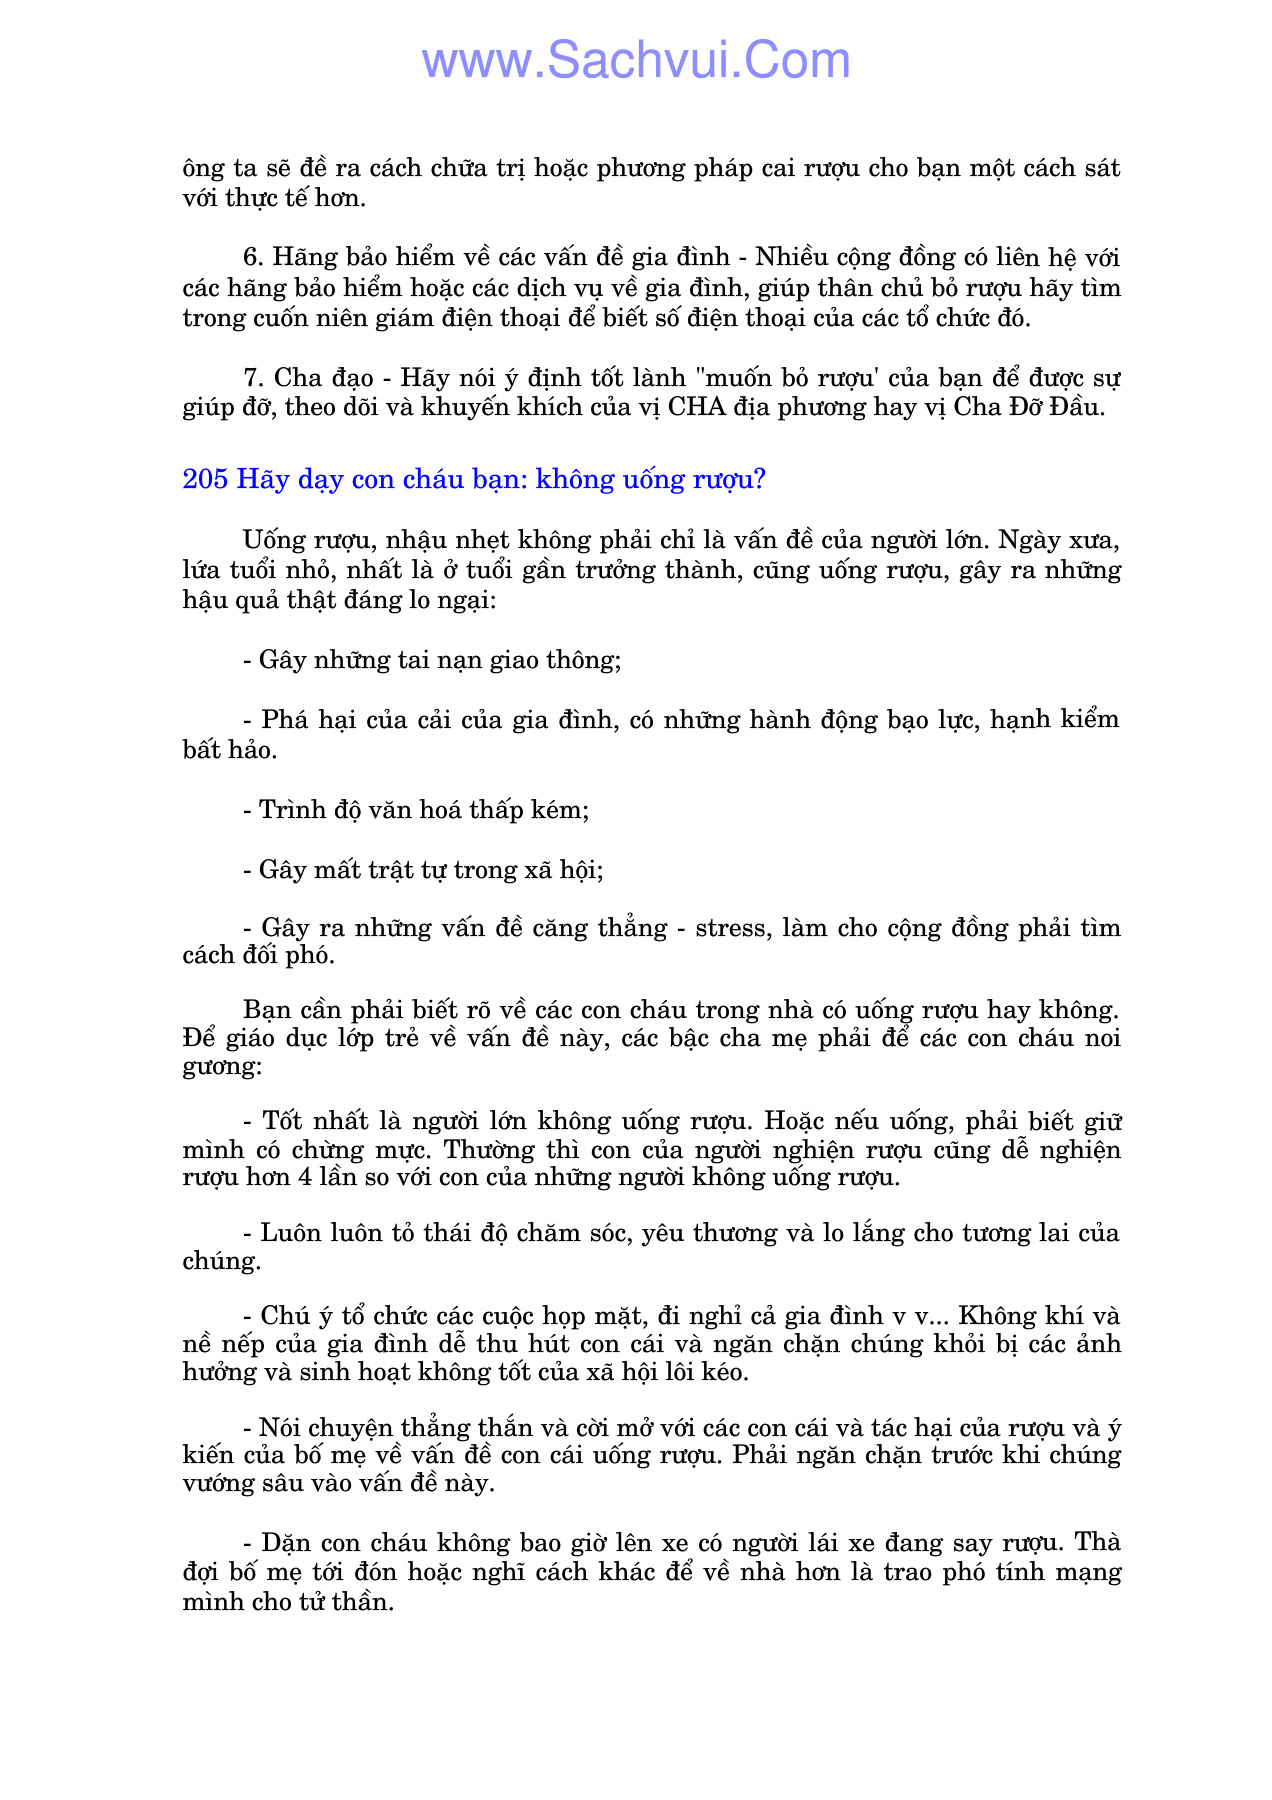 www.Sachvui.Com
ông ta sẽ đề ra cách chữa trị hoặc phương pháp cai rượu cho bạn một cách sát
với thực tế hơn.
6. Hãng bảo hiểm về các vấn đề gia đình - Nhiều cộng đồng có liên hệ với
các hãng bảo hiểm hoặc các dịch vụ về gia đình, giúp thân chủ bỏ rượu hãy tìm
trong cuốn niên giám điện thoại để biết số điện thoại của các tổ chức đó.
7. Cha đạo - Hãy nói ý định tốt lành "muốn bỏ rượu' của bạn để được sự
giúp đỡ, theo dõi và khuyến khích của vị CHA địa phương hay vị Cha Đỡ Đầu.
205 Hãy dạy con cháu bạn: không uống rượu?
Uống rượu, nhậu nhẹt không phải chỉ là vấn đề của người lớn. Ngày xưa,
lứa tuổi nhỏ, nhất là ở tuổi gần trưởng thành, cũng uống rượu, gây ra những
hậu quả thật đáng lo ngại:
- Gây những tai nạn giao thông;
- Phá hại của cải của gia đình, có những hành động bạo lực, hạnh kiểm
bất hảo.
- Trình độ văn hoá thấp kém;
- Gây mất trật tự trong xã hội;
- Gây ra những vấn đề căng thẳng - stress, làm cho cộng đồng phải tìm
cách đối phó.
Bạn cần phải biết rõ về các con cháu trong nhà có uống rượu hay không.
Để giáo dục lớp trẻ về vấn đề này, các bậc cha mẹ phải để các con cháu noi
gương:
- Tốt nhất là người lớn không uống rượu. Hoặc nếu uống, phải biết giữ
mình có chừng mực. Thường thì con của người nghiện rượu cũng dễ nghiện
rượu hơn 4 lần so với con của những người không uống rượu.
- Luôn luôn tỏ thái độ chăm sóc, yêu thương và lo lắng cho tương lai của
chúng.
- Chú ý tổ chức các cuộc họp mặt, đi nghỉ cả gia đình v v... Không khí và
nề nếp của gia đình dễ thu hút con cái và ngăn chặn chúng khỏi bị các ảnh
hưởng và sinh hoạt không tốt của xã hội lôi kéo.
- Nói chuyện thẳng thắn và cời mở với các con cái và tác hại của rượu và ý
kiến của bố mẹ về vấn đề con cái uống rượu. Phải ngăn chặn trước khi chúng
vướng sâu vào vấn đề này.
- Dặn con cháu không bao giờ lên xe có người lái xe đang say rượu. Thà
đợi bố mẹ tới đón hoặc nghĩ cách khác để về nhà hơn là trao phó tính mạng
mình cho tử thần.